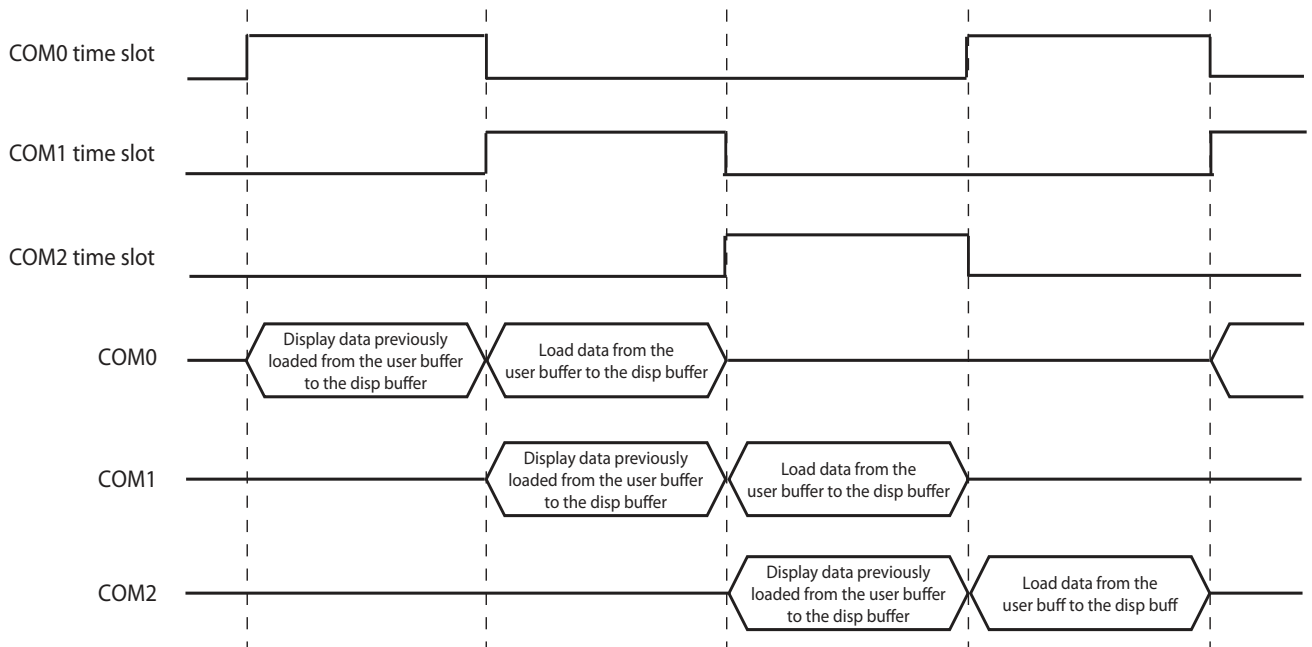 COM0 time slot
COM1 time slot
COM2 time slot
COM0
Display data previously
loaded from the user buffer
to the disp buffer
Load data from the
user buffer to the disp buffer
COM1
Display data previously
loaded from the user buffer
to the disp buffer
Load data from the
user buffer to the disp buffer
COM2
Display data previously
loaded from the user buffer
to the disp buffer
Load data from the
user buff to the disp buff